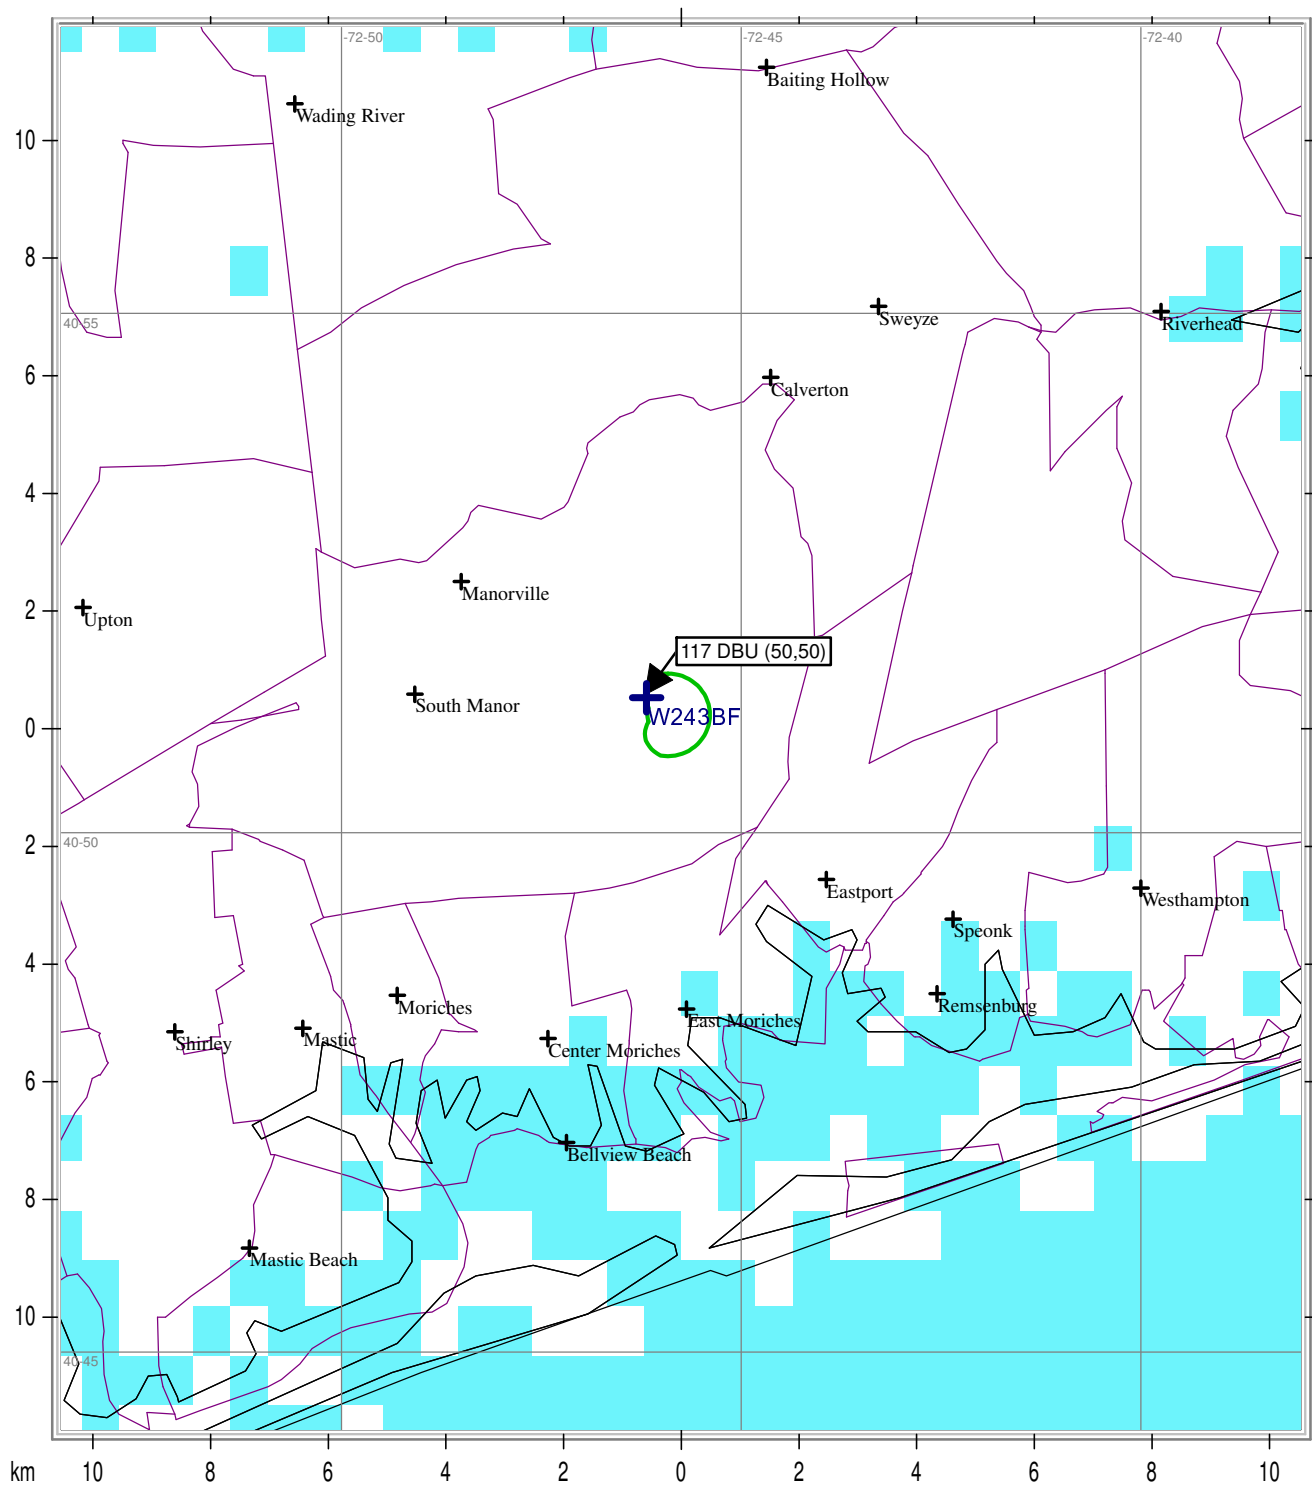 -72-50
-72-45
-72-40
Baiting Hollow
Wading River
10
8
Sweyze
Riverhead
40-55
6
Calverton
4
Manorville
2
Upton
117 DBU (50,50)
South Manor
W243BF
0
2
40-50
Eastport
Westhampton
Speonk
4
Moriches
Remsenburg
East Moriches
Shirley
Mastic
Center Moriches
6
Bellview Beach
8
Mastic Beach
10
40-45
km 10 8 6 4 2 0 2 4 6 8 10